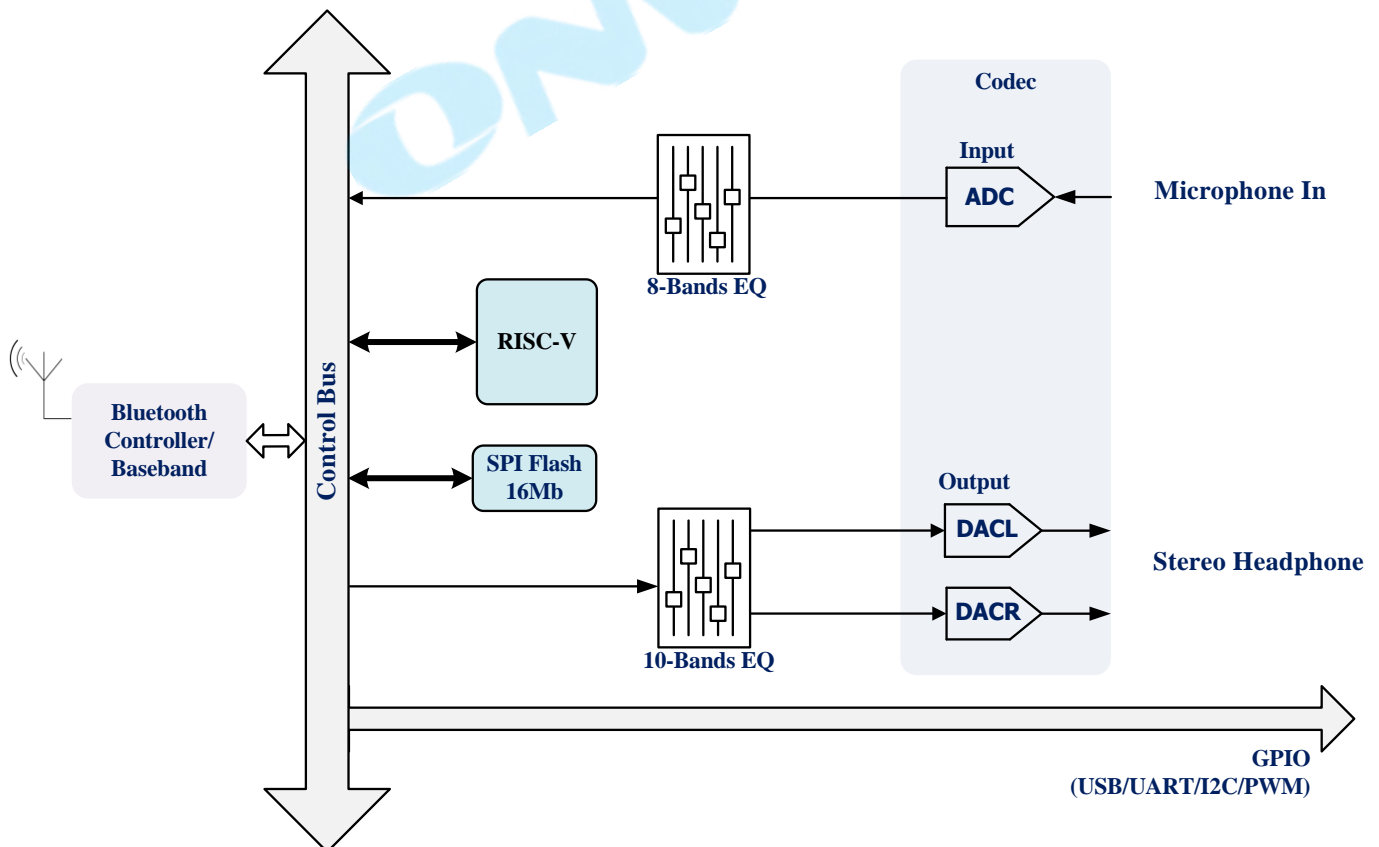 Codec
Input
ADC
Microphone In
8-Bands EQ
RISC-V
Bluetooth
Controller/
Baseband
Control Bus
SPI Flash
16Mb
Output
DACL
Stereo Headphone
DACR
10-Bands EQ
GPIO
(USB/UART/I2C/PWM)